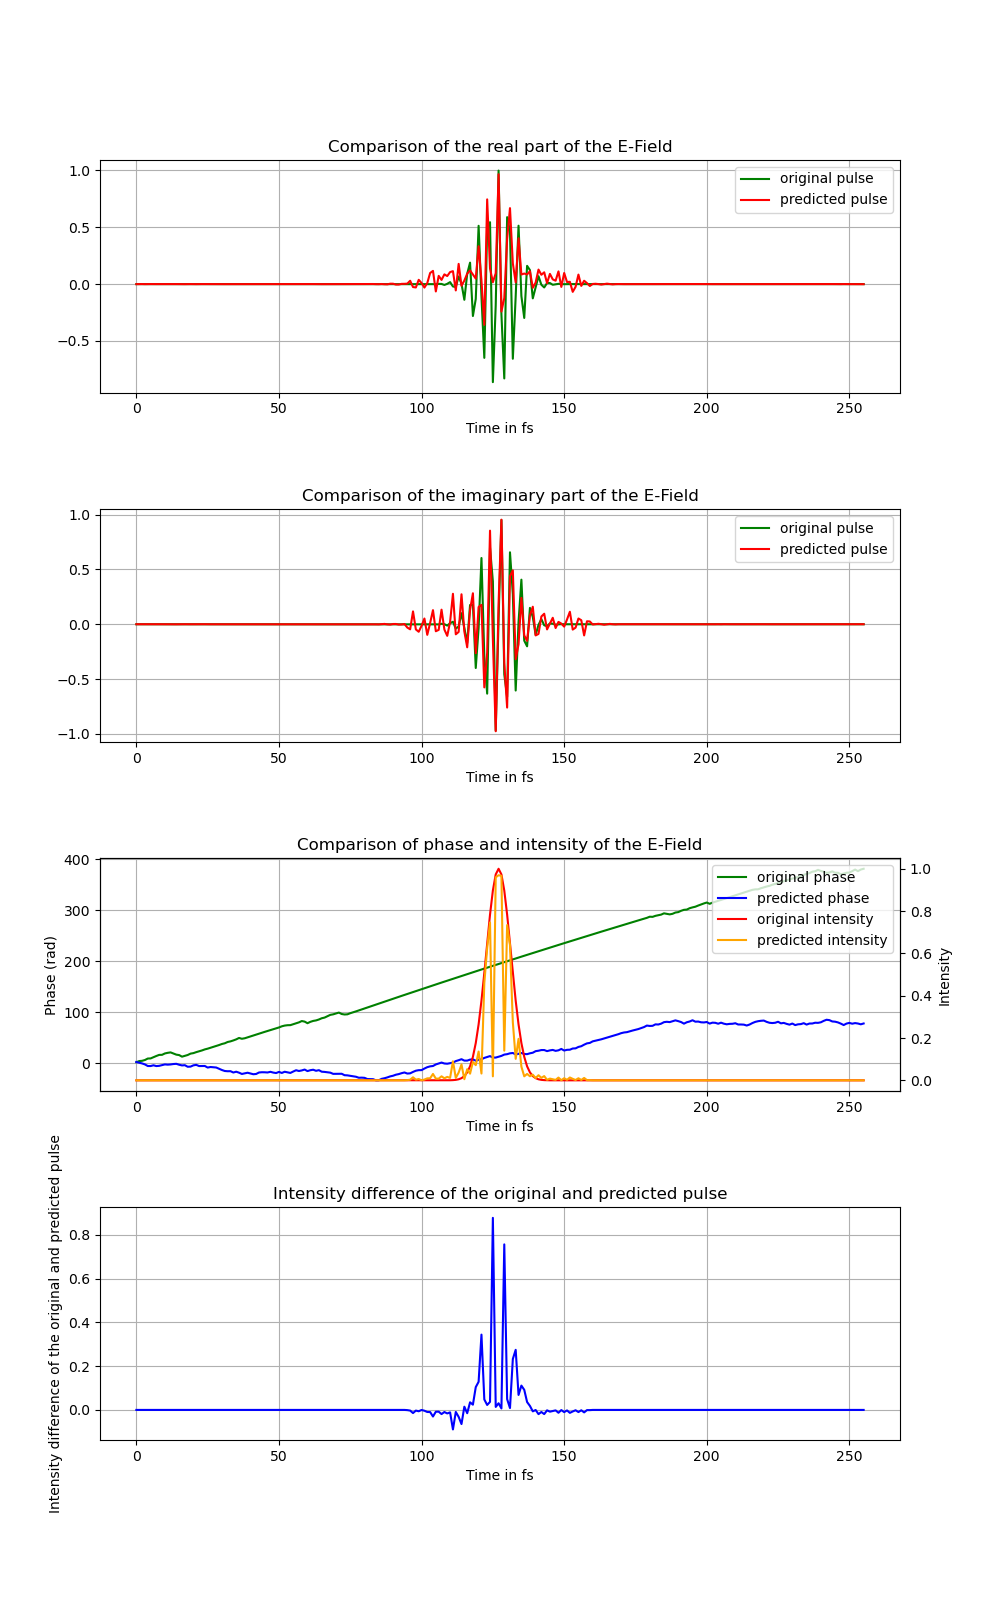 Comparison of the real part of the E-Field
1.0
0.5
0.0
−0.5
original pulse
predicted pulse
0 50 100 150 200 250
Time in fs
Comparison of the imaginary part of the E-Field
1.0
0.5
0.0
−0.5
−1.0
original pulse
predicted pulse
0 50 100 150 200 250
Time in fs
Comparison of phase and intensity of the E-Field
Phase (rad)
400
300
200
100
0
original phase
predicted phase
original intensity
predicted intensity
1.0
0.8
0.6
0.4
0.2
0.0
Intensity
0 50 100 150 200 250
Time in fs
Intensity difference of the original and predicted pulse
Intensity difference of the original and predicted pulse
0.8
0.6
0.4
0.2
0.0
0 50 100 150 200 250
Time in fs